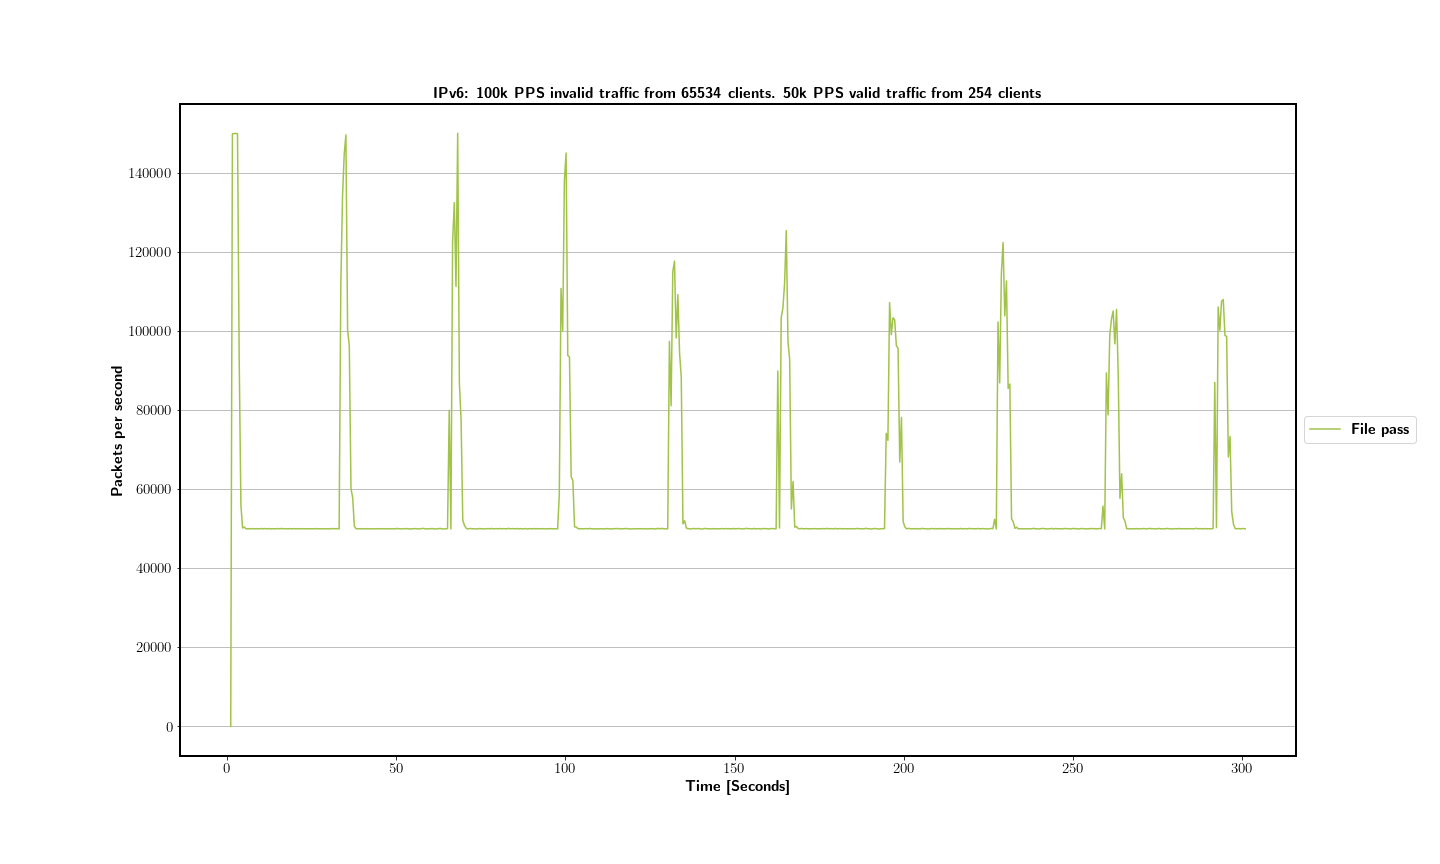 IPv6: 100k PPS invalid traffic from 65534 clients. 50k PPS valid traffic from 254 clients
140000
120000
100000
80000
60000
40000
20000
0
Packets per second
File pass
0 50 100 150 200 250 300
Time [Seconds]